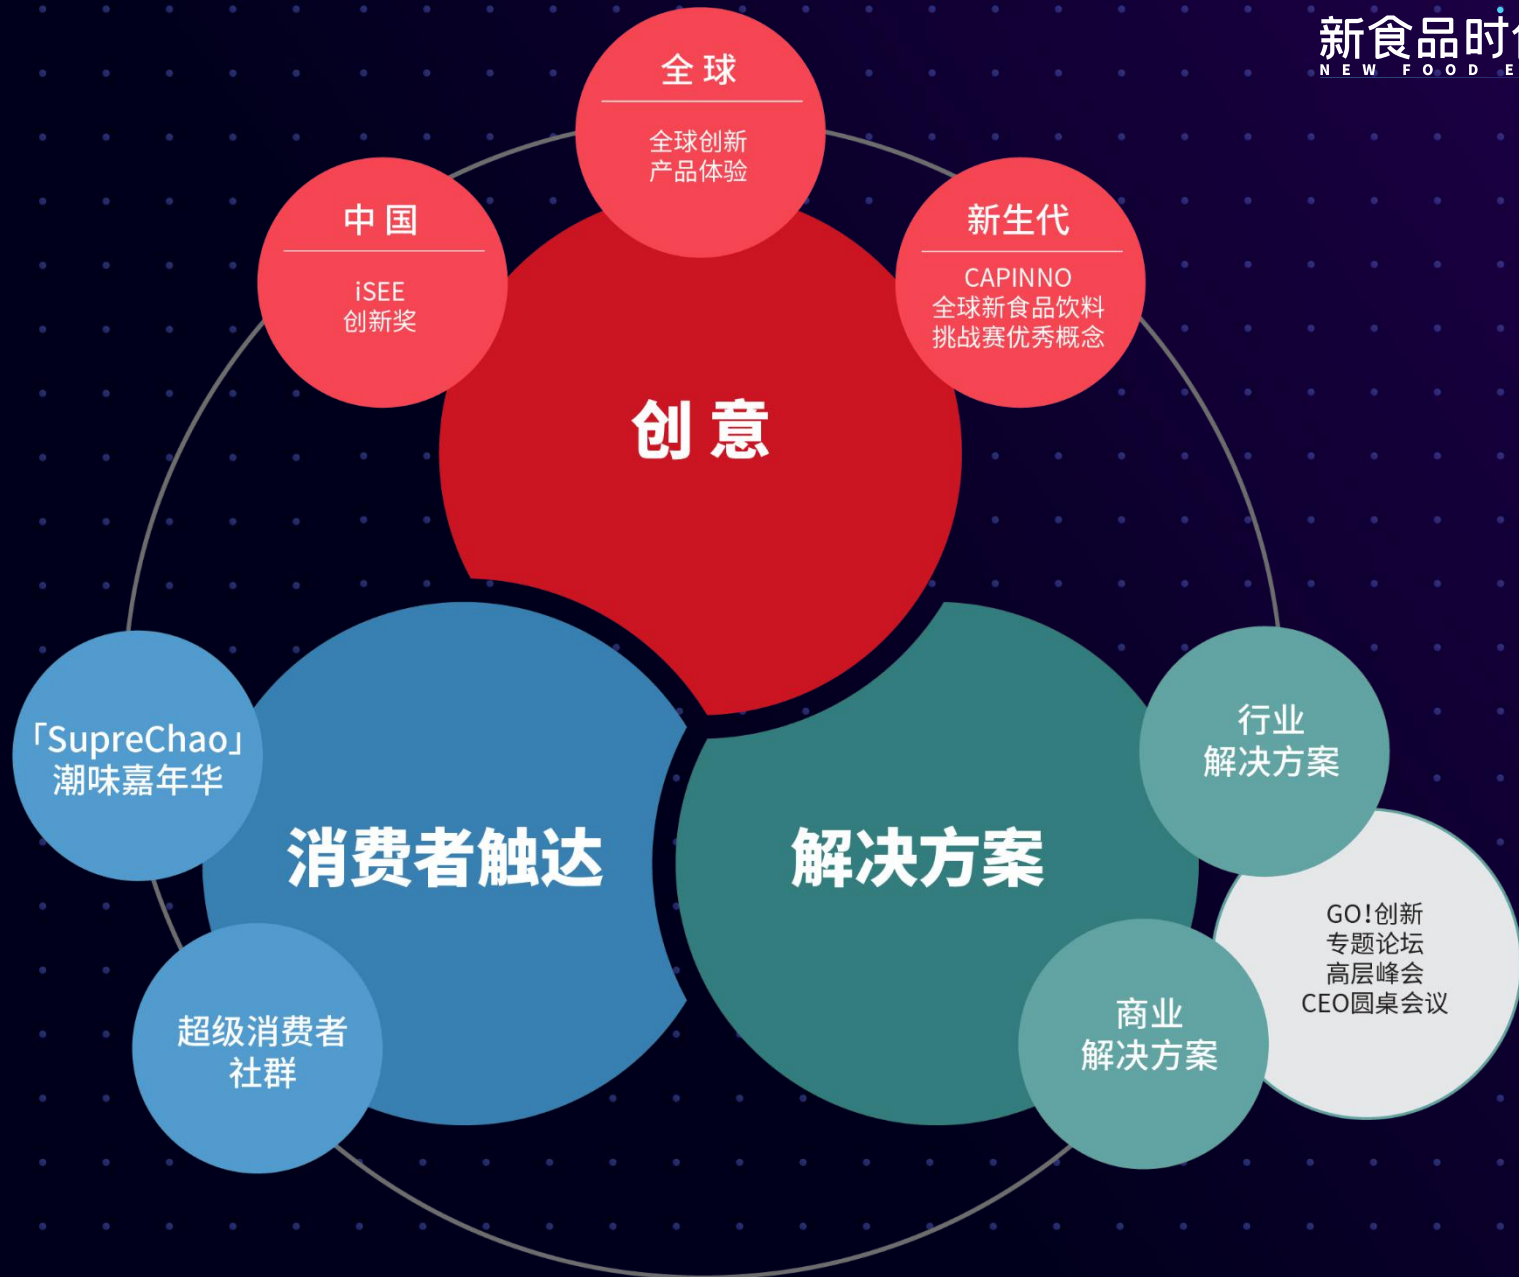 新食品时
NEW FOOD E
全球
全球创新
产品体验
中国
iSEE
创新奖
新生代
CAPINNO
全球新食品饮料
挑战赛优秀概念
创意
「SupreChao」
潮味嘉年华
消费者触达
超级消费者
社群
解决方案
行业
解决方案
商业
解决方案
GO!创新
专题论坛
高层峰会
CEO圆桌会议